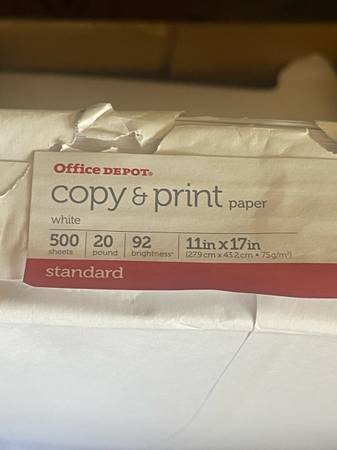 Office DEPOT®
copy & print paper
white
500 20 92 11in x 17in
sheets pound brightness* (27.9 cm x 43.2 cm • 75 g/m²)
standard